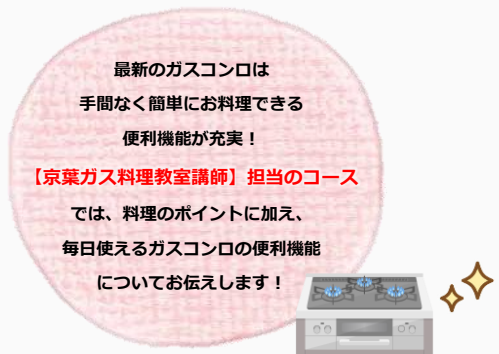 最新のガスコンロは
手間なく簡単にお料理できる
便利機能が充実！
【京葉ガス料理教室講師】担当のコース
では、料理のポイントに加え、
毎日使えるガスコンロの便利機能
についてお伝えします！